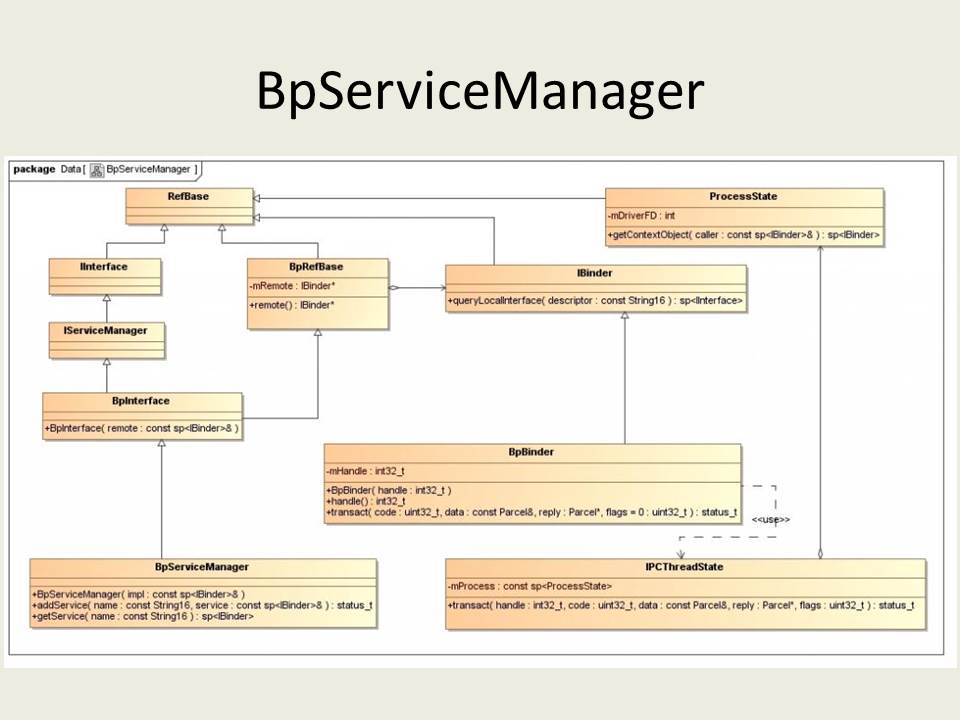 BpServiceManager
package Data[ BpServiceManager ]
RefBase
ProcessState
-mDriverFD : int
+getContextObject( caller : const sp<IBinder>& ) : sp<IBinder>
IInterface
BpRefBase
-mRemote : IBinder*
+remote() : IBinder*
IBinder
+queryLocalInterface( descriptor : const String16 ) : sp<IInterface>
IServiceManager
BpInterface
+BpInterface( remote : const sp<IBinder>& )
BpBinder
-mHandle : int32_t
+BpBinder( handle : int32_t )
+handle() : int32_t
+transact( code : uint32_t, data : const Parcel&, reply : Parcel*, flags = 0 : uint32_t ) : status_t
<<use>>
BpServiceManager
+BpServiceManager( impl : const sp<IBinder>& )
+addService( name : const String16, service : const sp<IBinder>& ) : status_t
+getService( name : const String16 ) : sp<IBinder>
IPCThreadState
-mProcess : const sp<ProcessState>
+transact( handle : int32_t, code : uint32_t, data : const Parcel&, reply : Parcel*, flags : uint32_t ) : status_t